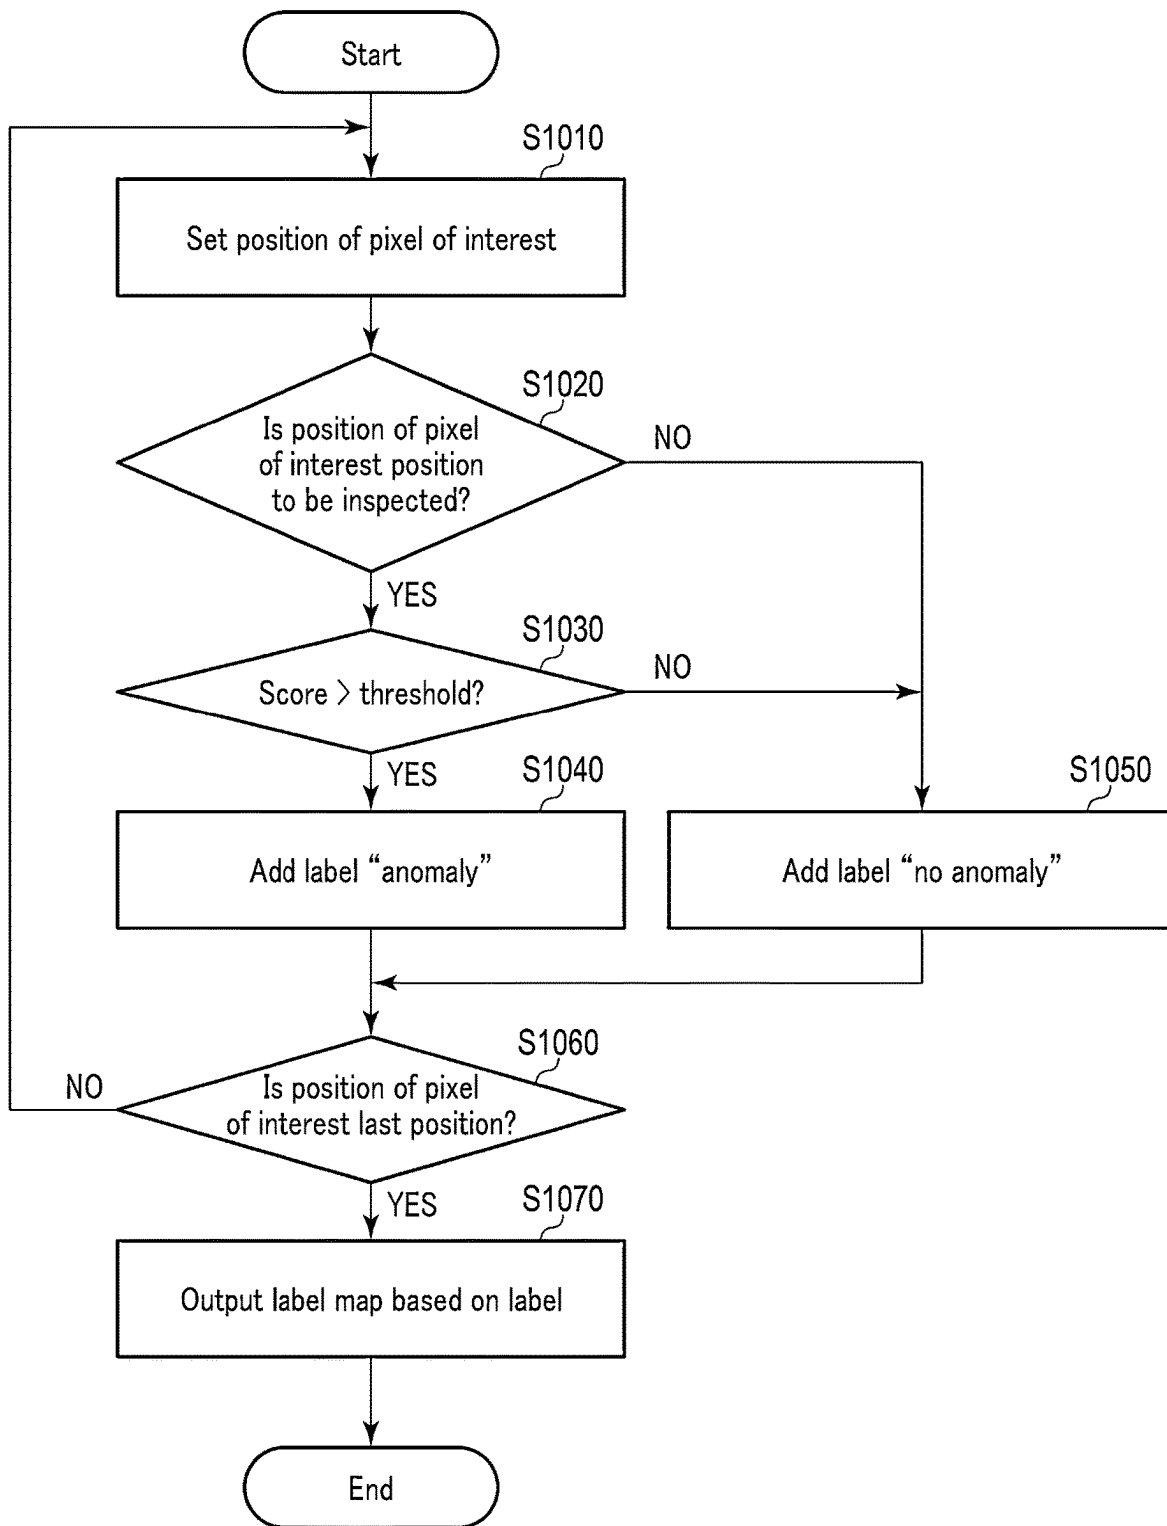 Start
S1010
Set position of pixel of interest
S1020
Is position of pixel
of interest position
to be inspected?
NO
YES
S1030
Score > threshold?
NO
YES
S1040
Add label “anomaly”
S1050
Add label “no anomaly”
S1060
Is position of pixel
of interest last position?
NO
YES
S1070
Output label map based on label
End